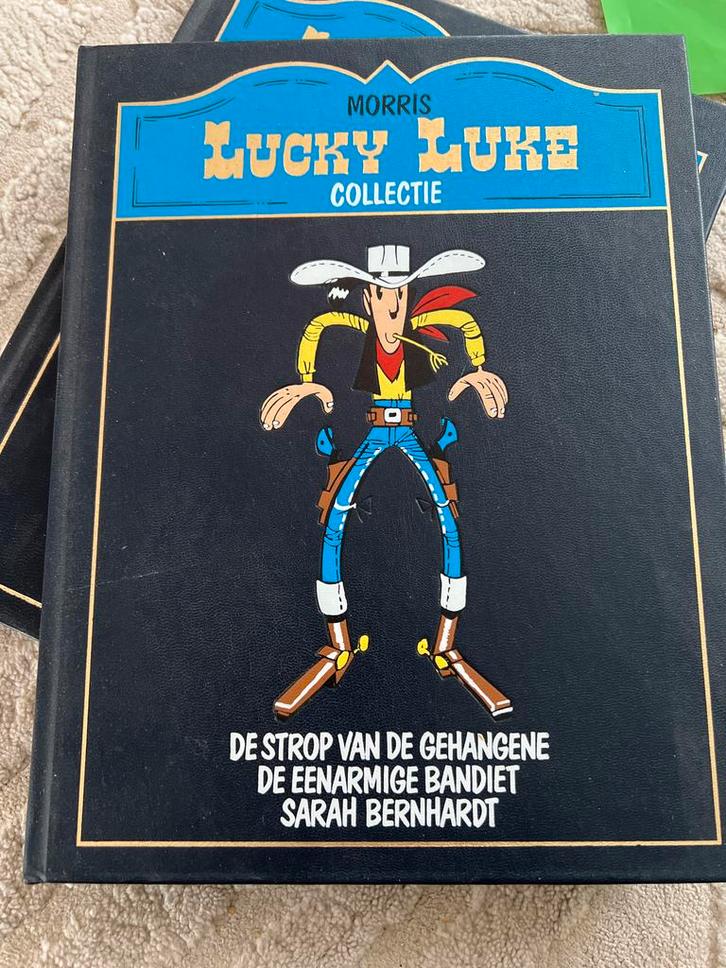 MORRIS
LUCKY LUKE
COLLECTIE
DE STROP VAN DE GEHANGENE
DE EENARMIGE BANDIET
SARAH BERNHARDT